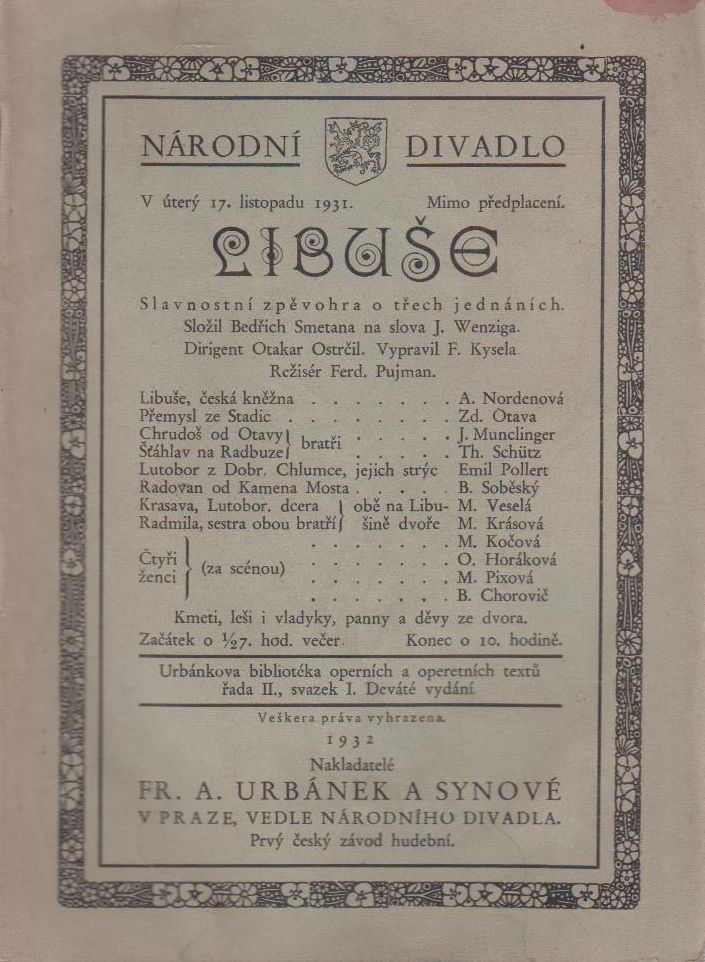 NÁRODNÍ DIVADLO
V úterý 17. listopadu 1931. Mimo předplacení.
LIBUŠE
Slavnostní zpěvohra o třech jednáních.
Složil Bedřich Smetana na slova J. Wenziga.
Dirigent Otakar Ostrčil. Vypravil F. Kysela.
Režisér Ferd. Pujman.
Libuše, česká kněžna . . . . . . . A. Nordenová
Přemysl ze Stadic . . . . . . . . Zd. Otava
Chrudoš od Otavy } bratři . . . . . J. Munclinger
Šťáhlav na Radbuze } . . . . . Th. Schütz
Lutobor z Dobr. Chlumce, jejich strýc Emil Pollert
Radovan od Kamena Mosta . . . . . B. Soběský
Krasava, Lutobor. dcera } obě na Libu- M. Veselá
Radmila, sestra obou bratří } šině dvoře M. Krásová
. . . . . . . M. Kočová
Čtyři . . . . . . . O. Horáková
ženci } (za scénou) . . . . . . . M. Pixová
. . . . . . . B. Chorovič
Kmeti, leši i vladyky, panny a děvy ze dvora.
Začátek o ½7. hod. večer. Konec o 10. hodině.
Urbánkova bibliotéka operních a operetních textů
řada II., svazek I. Deváté vydání.
Veškera práva vyhrazena.
1932
Nakladatelé
FR. A. URBÁNEK A SYNOVÉ
V PRAZE, VEDLE NÁRODNÍHO DIVADLA.
Prvý český závod hudební.